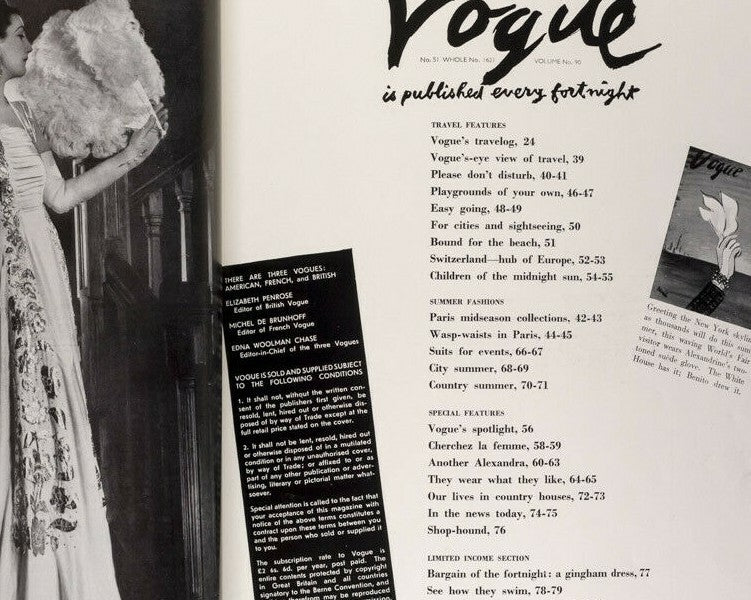 Vogue
No. 51 WHOLE No. 1621 VOLUME No. 90
is published every fortnight
TRAVEL FEATURES
Vogue's travelog, 24
Vogue's-eye view of travel, 39
Please don't disturb, 40-41
Playgrounds of your own, 46-47
Easy going, 48-49
For cities and sightseeing, 50
Bound for the beach, 51
Switzerland—hub of Europe, 52-53
Children of the midnight sun, 54-55
SUMMER FASHIONS
Paris midseason collections, 42-43
Wasp-waists in Paris, 44-45
Suits for events, 66-67
City summer, 68-69
Country summer, 70-71
SPECIAL FEATURES
Vogue's spotlight, 56
Cherchez la femme, 58-59
Another Alexandra, 60-63
They wear what they like, 64-65
Our lives in country houses, 72-73
In the news today, 74-75
Shop-hound, 76
LIMITED INCOME SECTION
Bargain of the fortnight: a gingham dress, 77
See how they swim, 78-79
THERE ARE THREE VOGUES:
AMERICAN, FRENCH, and BRITISH
ELIZABETH PENROSE
Editor of British Vogue
MICHEL DE BRUNHOFF
Editor of French Vogue
EDNA WOOLMAN CHASE
Editor-in-Chief of the three Vogues
VOGUE IS SOLD AND SUPPLIED SUBJECT
TO THE FOLLOWING CONDITIONS
1. It shall not, without the written con-
sent of the publishers first given, be
resold, lent, hired out or otherwise dis-
posed of by way of Trade except at the
full retail price stated on the cover.
2. It shall not be lent, resold, hired out
or otherwise disposed of in a mutilated
condition or in any unauthorised cover,
by way of Trade; or affixed to or as
part of any other publication or adver-
tising, literary or pictorial matter what-
soever.
Special attention is called to the fact that
your acceptance of this magazine with
notice of the above terms constitutes a
contract upon these terms between you
and the person who sold or supplied it
to you.
The subscription rate to Vogue is
£2 6s. 6d. per year, post paid. The
entire contents protected by copyright
in Great Britain and all countries
signatory to the Berne Convention, and
therefrom may be reproduced
Vogue
Greeting the New York skyline
as thousands will do this
mer, this waving World's Fair
visitor wears Alexandrine's two-
toned suède glove. The White
House has it: Benito drew it.